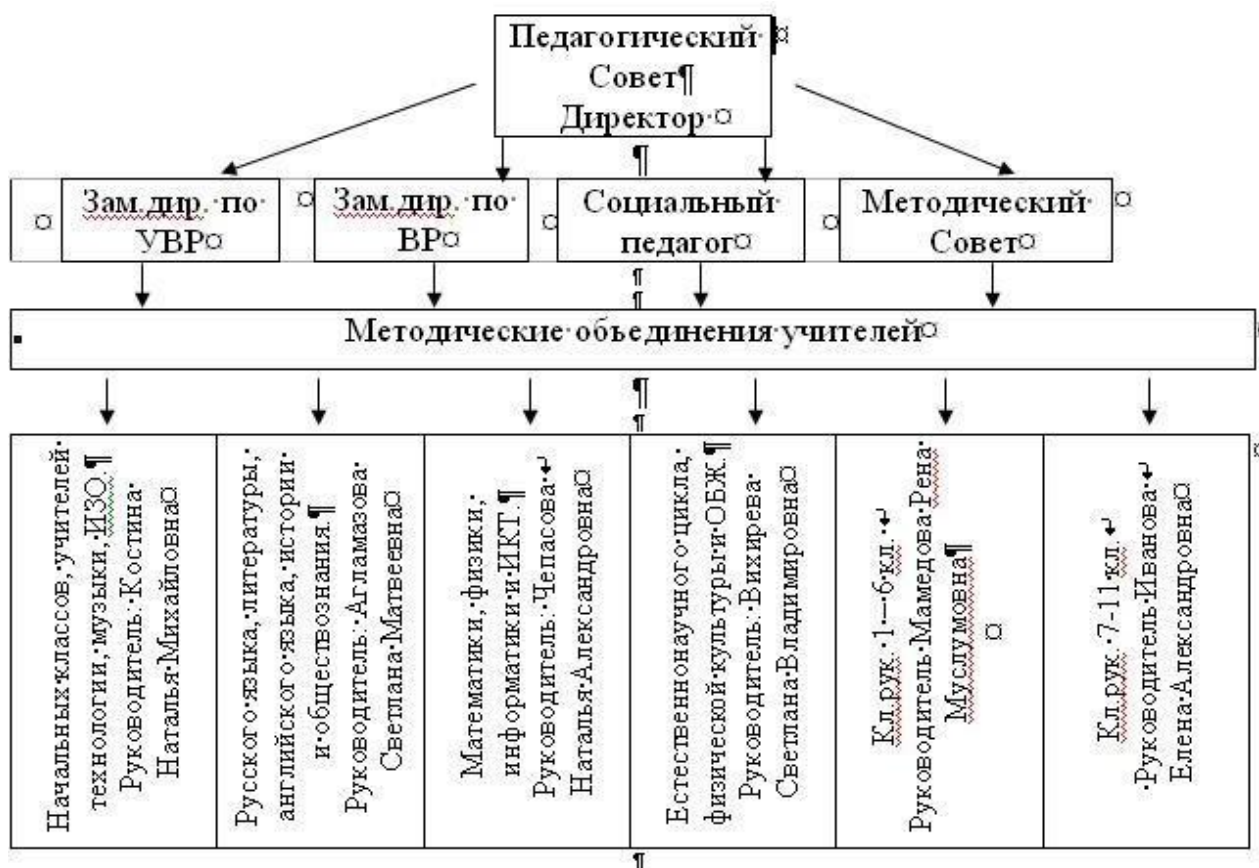 Педагогический
Совет¶
Директор·¤
Зам.дир.·по·
УВР¤
Зам.дир.·по·
ВР¤
Социальный·
педагог¤
Методический·
Совет¤
Методические·объединения учителей¤
Начальных·классов,·учителей·
технологии,·музыки,·ИЗО.¶
Руководитель:·Костина·
Наталья·Михайловна¤
Русского·языка,·литературы,·
английского·языка,·истории·
и·обществознания.¶
Руководитель:·Агламазова·
Светлана·Матвеевна¤
Математики,·физики,·
информатики·и·ИКТ.¶
Руководитель:·Чепасова·↵
Наталья·Александровна¤
Естественнонаучного·цикла,·
физической·культуры·и·ОБЖ.¶
Руководитель:·Вихирева·
Светлана·Владимировна¤
Кл.рук.·1·–·6·кл.·↵
Руководитель·Мамедова·Рена·
Муслумовна¶
¤
Кл.рук.·7-11·кл.·↵
·Руководитель·Иванова·↵
Елена·Александровна¤